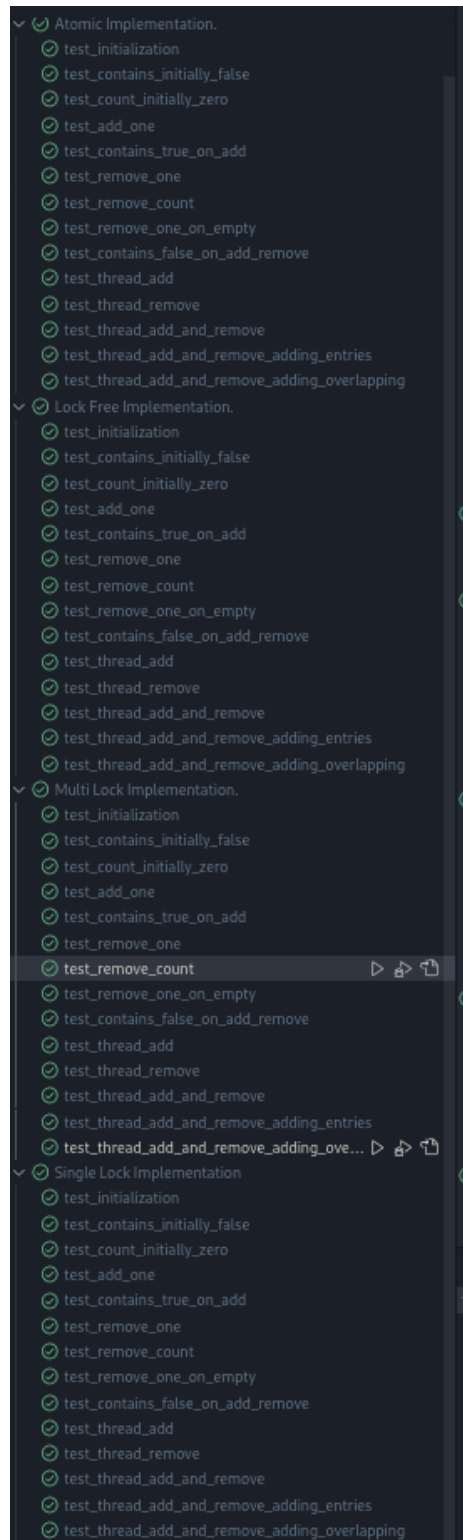 Atomic Implementation.
test_initialization
test_contains_initially_false
test_count_initially_zero
test_add_one
test_contains_true_on_add
test_remove_one
test_remove_count
test_remove_one_on_empty
test_contains_false_on_add_remove
test_thread_add
test_thread_remove
test_thread_add_and_remove
test_thread_add_and_remove_adding_entries
test_thread_add_and_remove_adding_overlapping
Lock Free Implementation.
test_initialization
test_contains_initially_false
test_count_initially_zero
test_add_one
test_contains_true_on_add
test_remove_one
test_remove_count
test_remove_one_on_empty
test_contains_false_on_add_remove
test_thread_add
test_thread_remove
test_thread_add_and_remove
test_thread_add_and_remove_adding_entries
test_thread_add_and_remove_adding_overlapping
Multi Lock Implementation.
test_initialization
test_contains_initially_false
test_count_initially_zero
test_add_one
test_contains_true_on_add
test_remove_one
test_remove_count
test_remove_one_on_empty
test_contains_false_on_add_remove
test_thread_add
test_thread_remove
test_thread_add_and_remove
test_thread_add_and_remove_adding_entries
test_thread_add_and_remove_adding_ove...
Single Lock Implementation
test_initialization
test_contains_initially_false
test_count_initially_zero
test_add_one
test_contains_true_on_add
test_remove_one
test_remove_count
test_remove_one_on_empty
test_contains_false_on_add_remove
test_thread_add
test_thread_remove
test_thread_add_and_remove
test_thread_add_and_remove_adding_entries
test_thread_add_and_remove_adding_overlapping